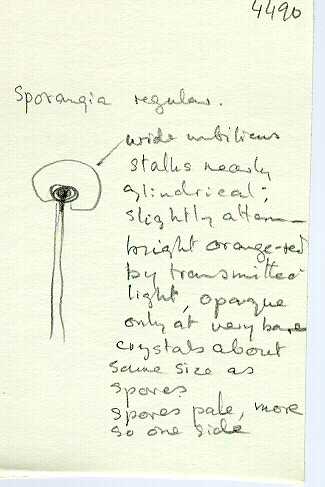 4490
Sporangia regular.
wide umbilicus
stalks nearly
cylindrical;
slightly atten—
bright orange-red
by transmitted
light, opaque
only at very base
crystals about
same size as
spores
spores pale, more
so one side